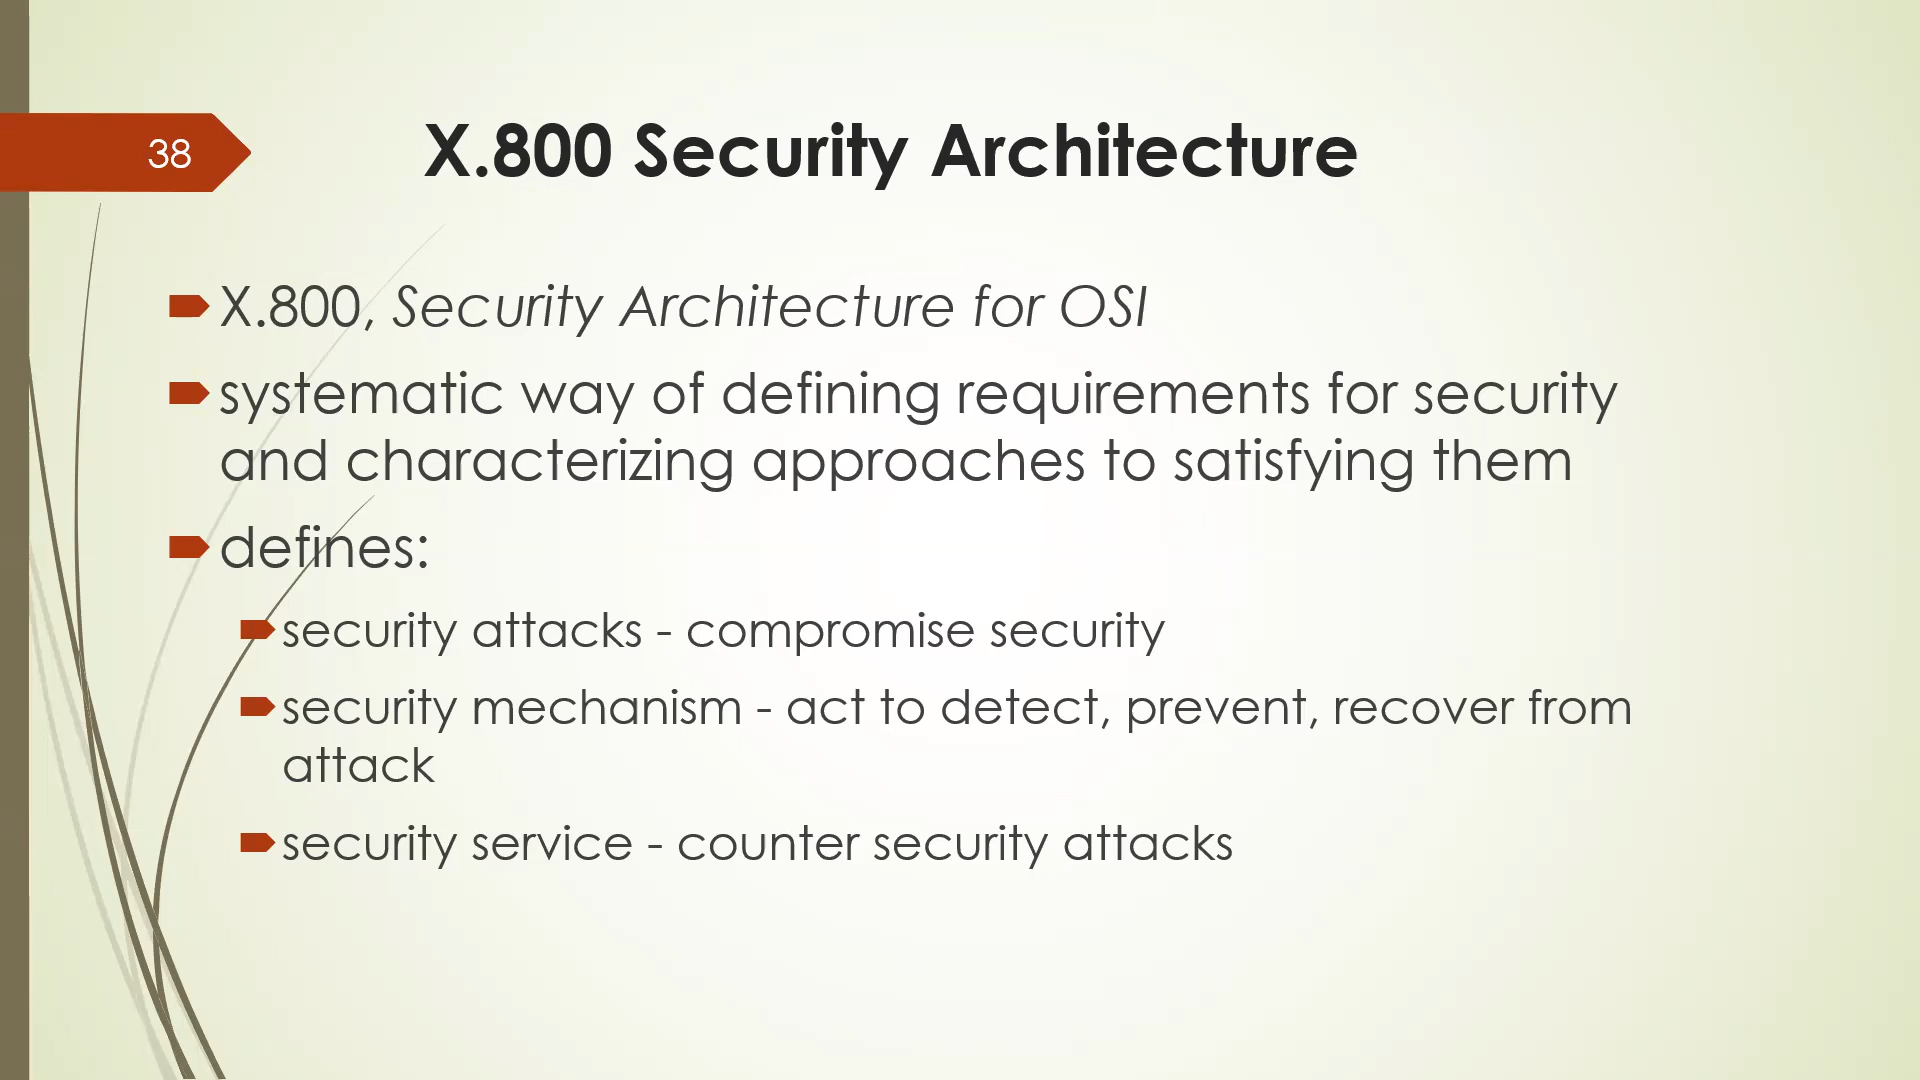 38
X.800 Security Architecture
X.800, Security Architecture for OSI
systematic way of defining requirements for security
and characterizing approaches to satisfying them
defines:
security attacks - compromise security
security mechanism - act to detect, prevent, recover from
attack
security service - counter security attacks